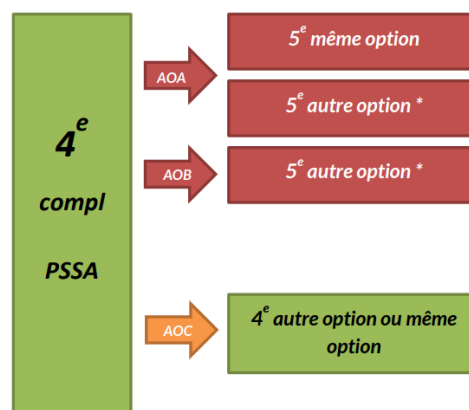 4e
compl
PSSA
AOA
5e même option
5e autre option *
AOB
5e autre option *
AOC
4e autre option ou même
option